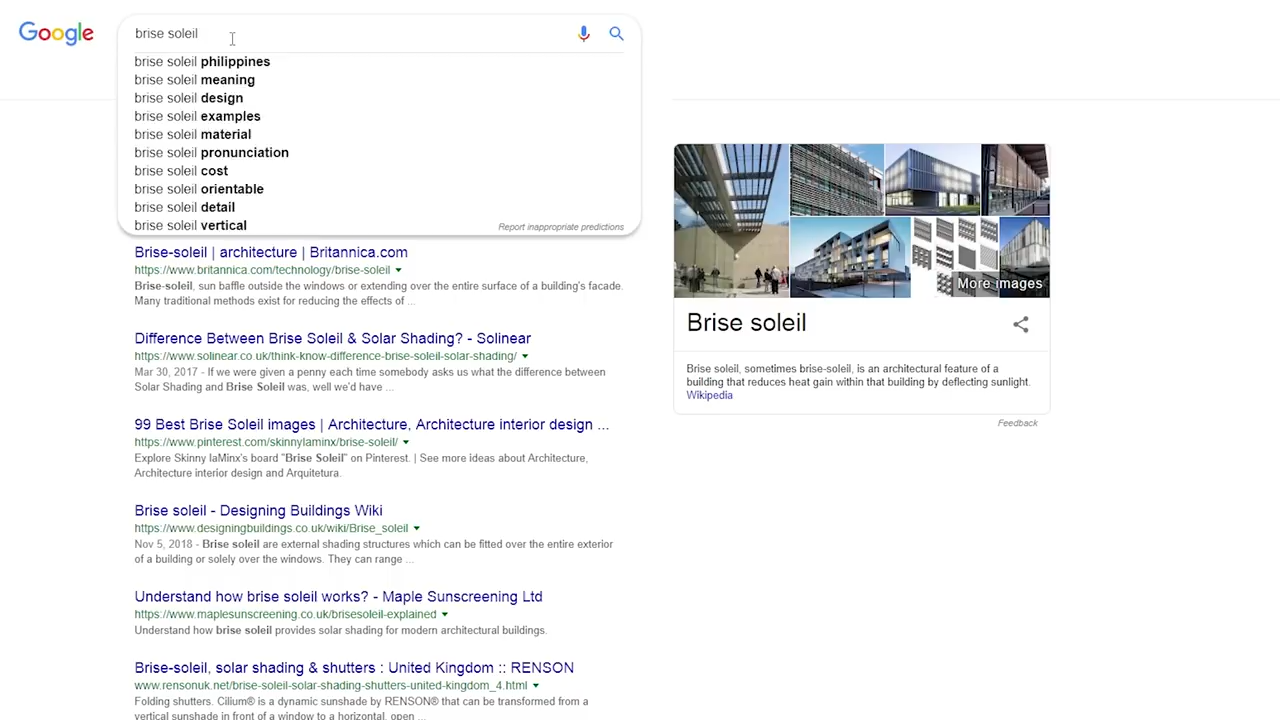 Google
brise soleil
brise soleil philippines
brise soleil meaning
brise soleil design
brise soleil examples
brise soleil material
brise soleil pronunciation
brise soleil cost
brise soleil orientable
brise soleil detail
brise soleil vertical
Report inappropriate predictions
Brise-soleil | architecture | Britannica.com
https://www.britannica.com/technology/brise-soleil
Brise-soleil, sun baffle outside the windows or extending over the entire surface of a building's facade.
Many traditional methods exist for reducing the effects of ...
Difference Between Brise Soleil & Solar Shading? - Solinear
https://www.solinear.co.uk/think-know-difference-brise-soleil-solar-shading/
Mar 30, 2017 - If we were given a penny each time somebody asks us what the difference between
Solar Shading and Brise Soleil was, well we'd have ...
99 Best Brise Soleil images | Architecture, Architecture interior design ...
https://www.pinterest.com/skinnylaminx/brise-soleil/
Explore Skinny laMinx's board "Brise Soleil" on Pinterest. | See more ideas about Architecture,
Architecture interior design and Arquitetura.
Brise soleil - Designing Buildings Wiki
https://www.designingbuildings.co.uk/wiki/Brise_soleil
Nov 5, 2018 - Brise soleil are external shading structures which can be fitted over the entire exterior
of a building or solely over the windows. They can range ...
Understand how brise soleil works? - Maple Sunscreening Ltd
https://www.maplesunscreening.co.uk/brisesoleil-explained
Understand how brise soleil provides solar shading for modern architectural buildings.
Brise-soleil, solar shading & shutters : United Kingdom :: RENSON
www.rensonuk.net/brise-soleil-solar-shading-shutters-united-kingdom_4.html
Folding shutters. Cilium® is a dynamic sunshade by RENSON® that can be transformed from a
vertical sunshade in front of a window to a horizontal, open ...
More images
Brise soleil
Brise soleil, sometimes brise-soleil, is an architectural feature of a
building that reduces heat gain within that building by deflecting sunlight.
Wikipedia
Feedback